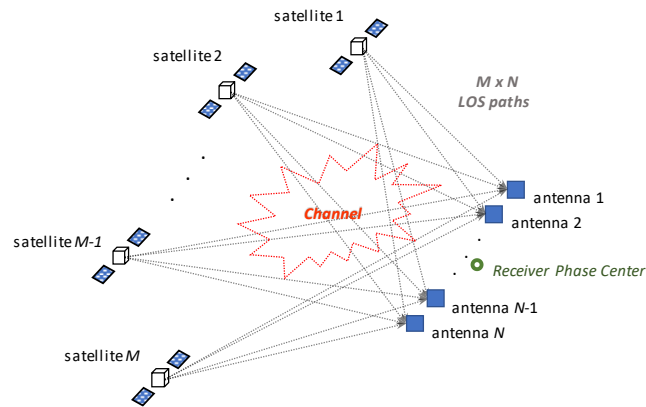 satellite 1
satellite 2
M x N
LOS paths
antenna 1
Channel
antenna 2
satellite M-1
Receiver Phase Center
antenna N-1
antenna N
satellite M